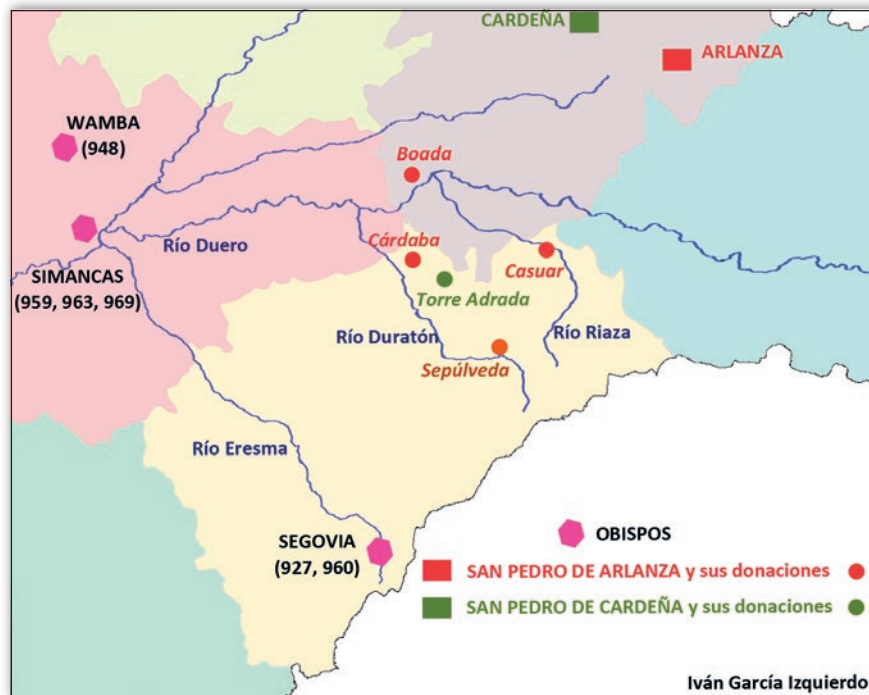 CARDEÑA
ARLANZA
WAMBA
(948)
Boada
Río Duero
Cárdaba
Casuar
SIMANCAS
(959, 963, 969)
Torre Adrada
Río Duratón
Río Riaza
Sepúlveda
Río Eresma
SEGOVIA
(927, 960)
OBISPOS
SAN PEDRO DE ARLANZA y sus donaciones
SAN PEDRO DE CARDEÑA y sus donaciones
Iván García Izquierdo